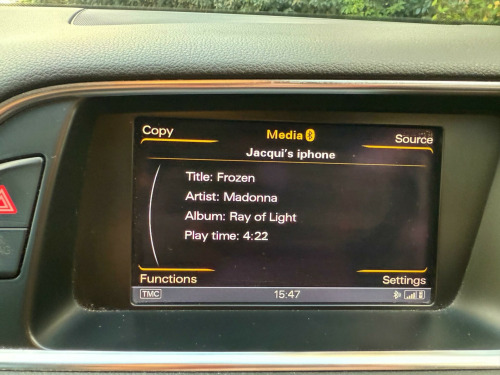 Copy
Media
Source
Jacqui's iphone
Title: Frozen
Artist: Madonna
Album: Ray of Light
Play time: 4:22
Functions
Settings
TMC
15:47